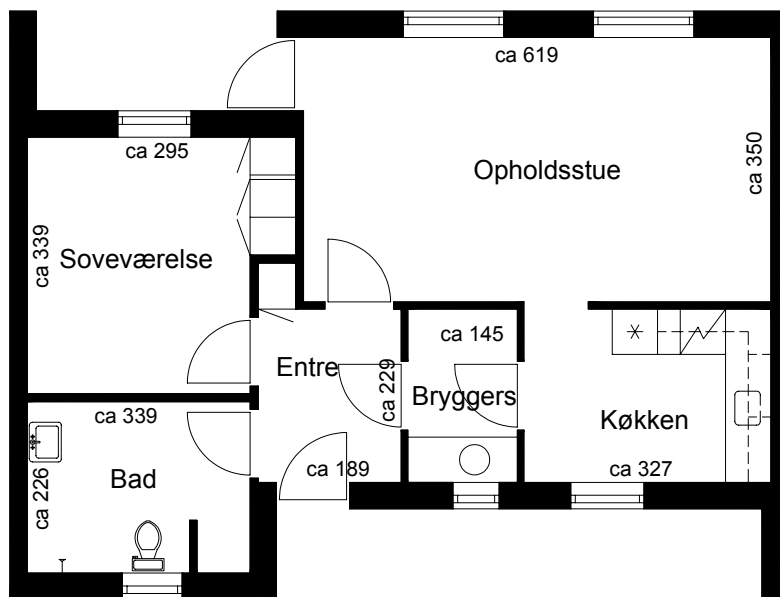 ca 619
ca 295
Opholdsstue
ca 350
ca 339
Soveværelse
ca 145
Entre
ca 229
Bryggers
ca 339
Køkken
ca 189
ca 327
Bad
ca 226